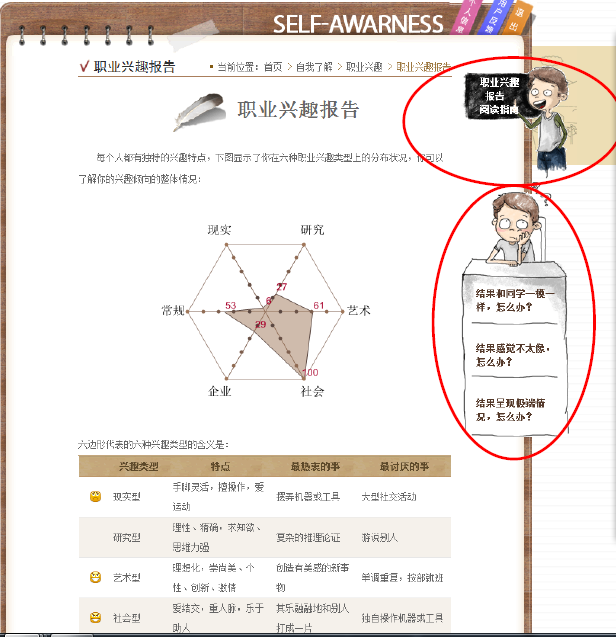 SELF-AWARNESS
个人信息
用户反馈
退出
职业兴趣报告
当前位置：首页 > 自我了解 > 职业兴趣 > 职业兴趣报告
职业兴趣
报告
阅读指南
职业兴趣报告
每个人都有独特的兴趣特点，下图显示了你在六种职业兴趣类型上的分布状况，你可以
了解你的兴趣倾向的整体情况：
现实
研究
27
常规
53
6
61
艺术
29
100
企业
社会
结果和同学一模一
样，怎么办？
结果感觉不太像，
怎么办？
结果呈现极端情
况，怎么办？
六边形代表的六种兴趣类型的含义是：
兴趣类型 特点 最热衷的事 最讨厌的事
现实型 手脚灵活，擅操作，爱
运动 摆弄机器或工具 大型社交活动
研究型 理性、精确，求知欲、
思维力强 复杂的推理论证 游说别人
艺术型 理想化，崇尚美、个
性、创新、激情 创造有美感的新事
物 单调重复，按部就班
社会型 爱结交，重人脉，乐于
助人 其乐融融地和别人
打成一片 独自操作机器或工具